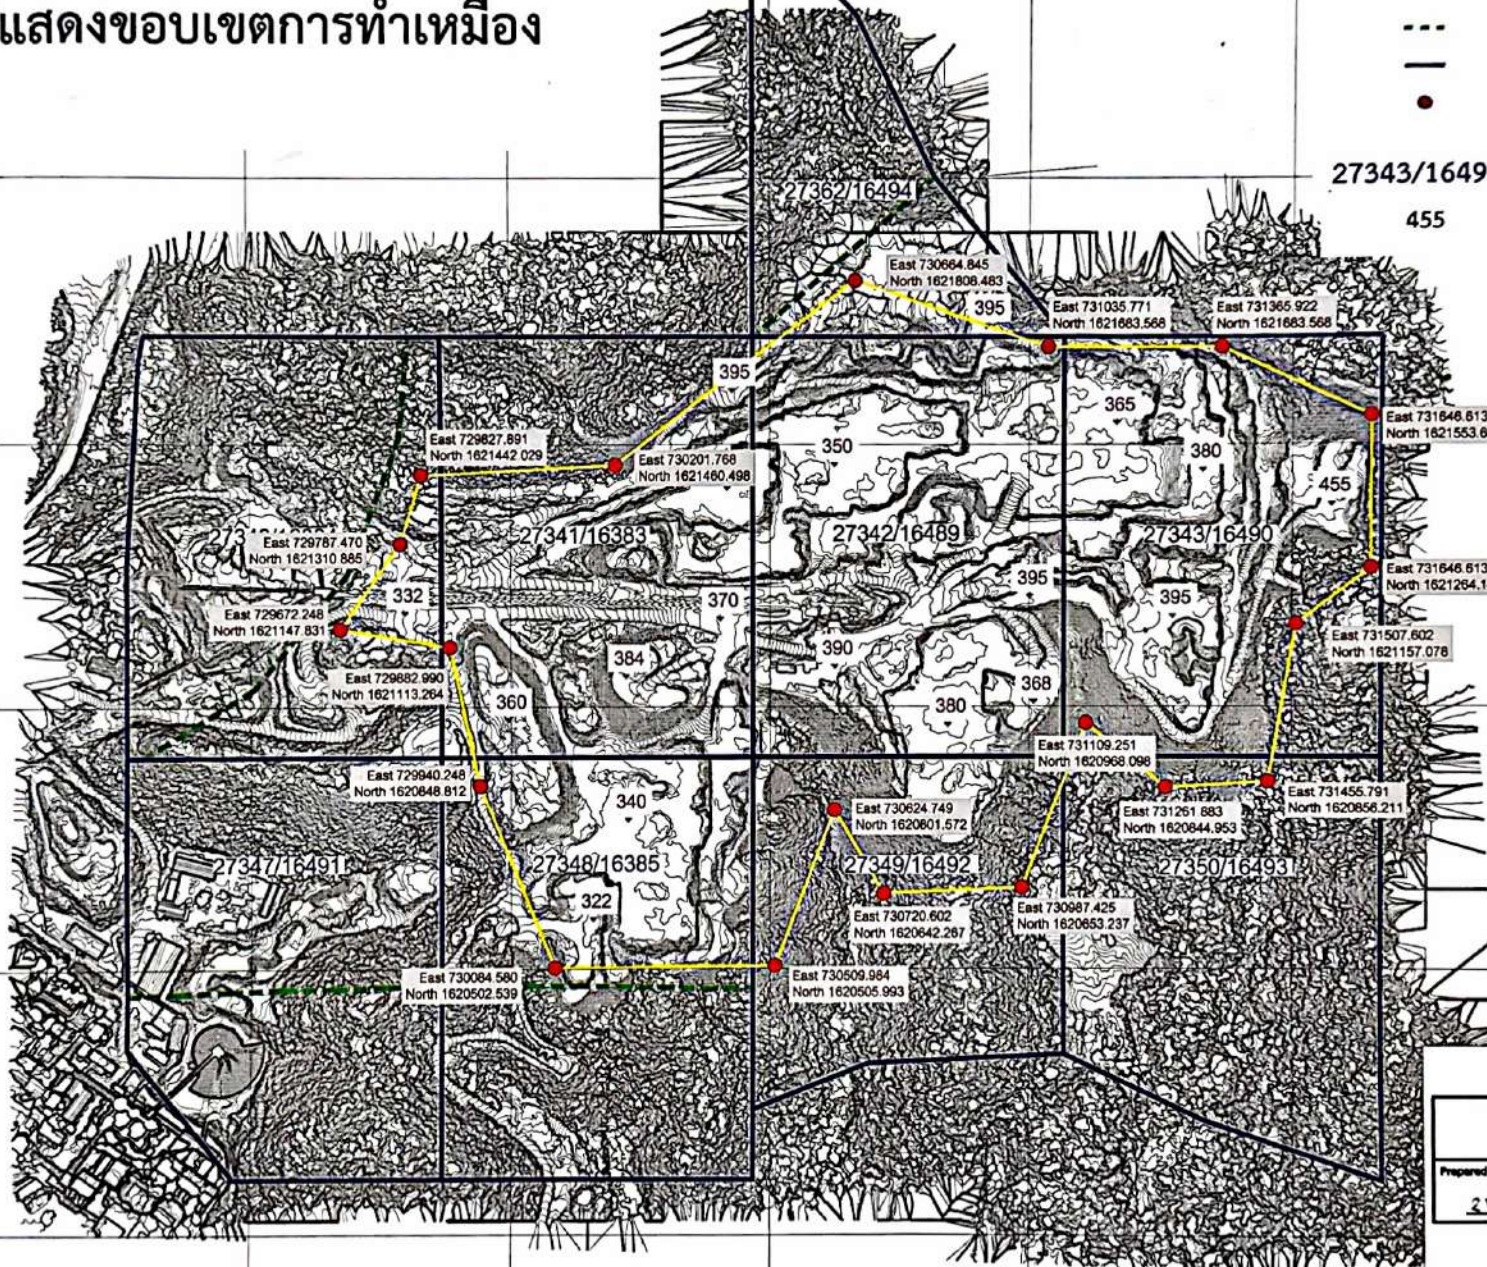 แสดงขอบเขตการทำเหมือง
27343/1649
455
27362/16494
East 730664.845
North 1621806.483
395
East 731035.771
North 1621683.568
East 731365.922
North 1621683.568
395
365
East 731646.613
North 1621553.6
East 729827.891
North 1621442.029
350
380
East 730201.768
North 1621460.498
455
27341/16383
27342/16489
27343/16490
East 729787.470
North 1621310.885
East 731646.613
North 1621264.1
395
332
370
395
East 729672.248
North 1621147.831
East 731507.602
North 1621157.078
384
390
East 729882.990
North 1621113.264
360
380
368
East 731109.251
North 1620968.098
East 729940.248
North 1620848.812
340
East 730624.749
North 1620801.572
East 731261.883
North 1620844.953
East 731455.791
North 1620856.211
27347/16491
27348/16385
27349/16492
27350/16493
322
East 730720.602
North 1620642.267
East 730987.425
North 1620653.237
East 730084.580
North 1620502.539
East 730509.984
North 1620505.993
Prepared